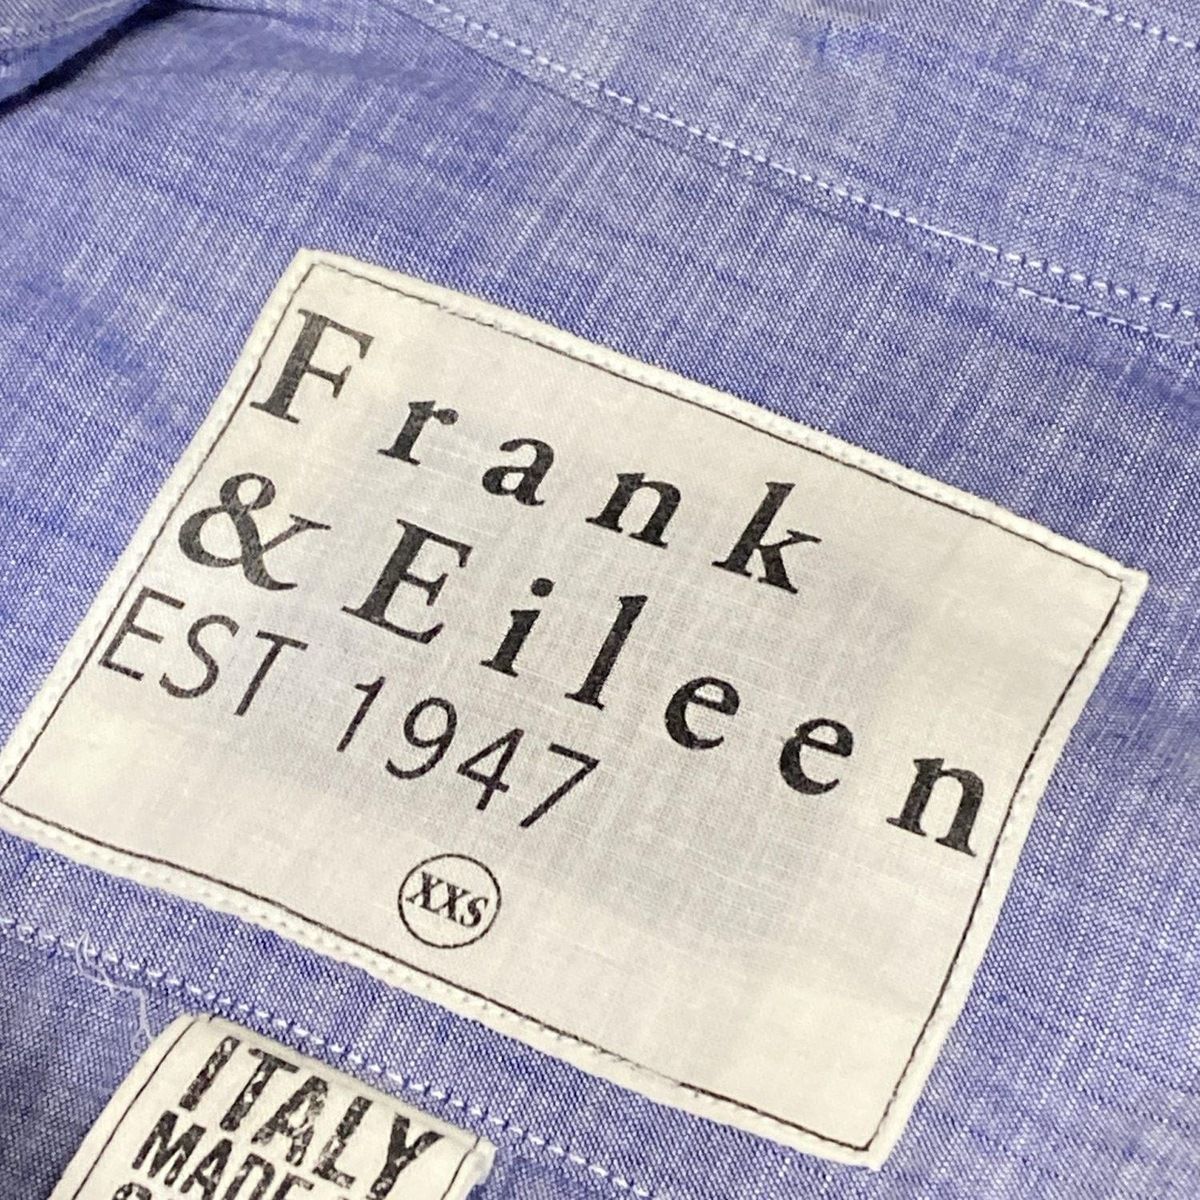 Frank
& Eileen
EST 1947
XXS
ITALY
MADE